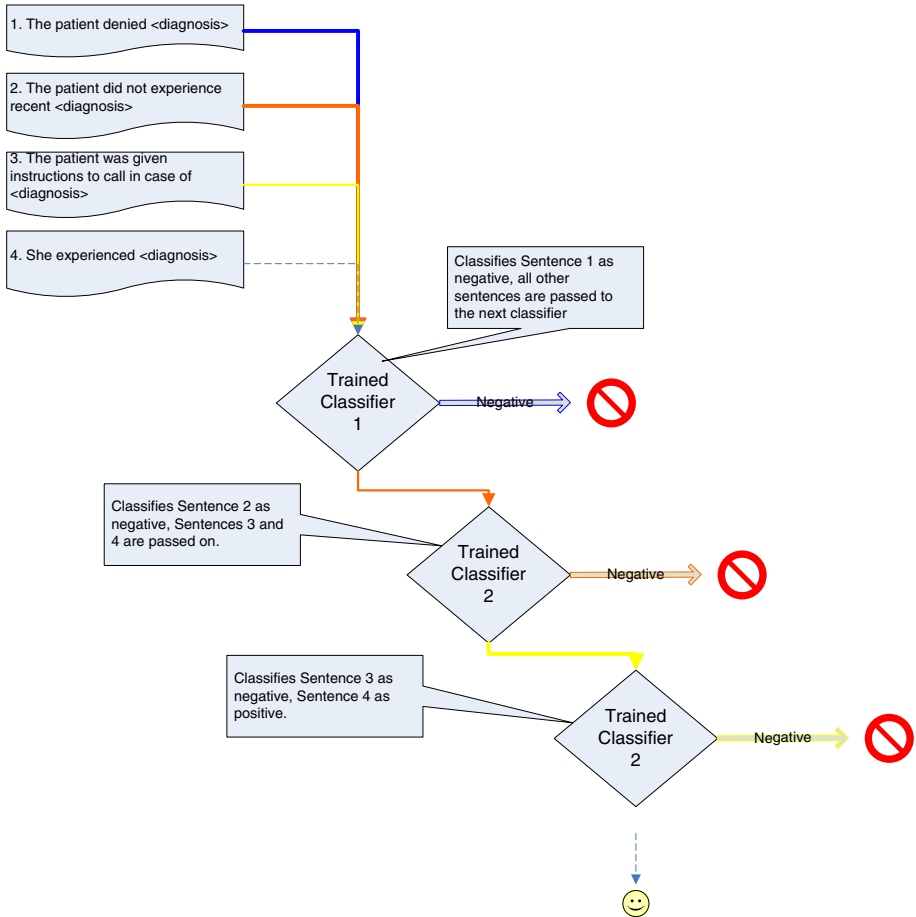 1. The patient denied <diagnosis>
2. The patient did not experience
recent <diagnosis>
3. The patient was given
instructions to call in case of
<diagnosis>
4. She experienced <diagnosis>
Classifies Sentence 1 as
negative, all other
sentences are passed to
the next classifier
Trained
Classifier
1
Negative
Classifies Sentence 2 as
negative, Sentences 3 and
4 are passed on.
Trained
Classifier
2
Negative
Classifies Sentence 3 as
negative, Sentence 4 as
positive.
Trained
Classifier
2
Negative